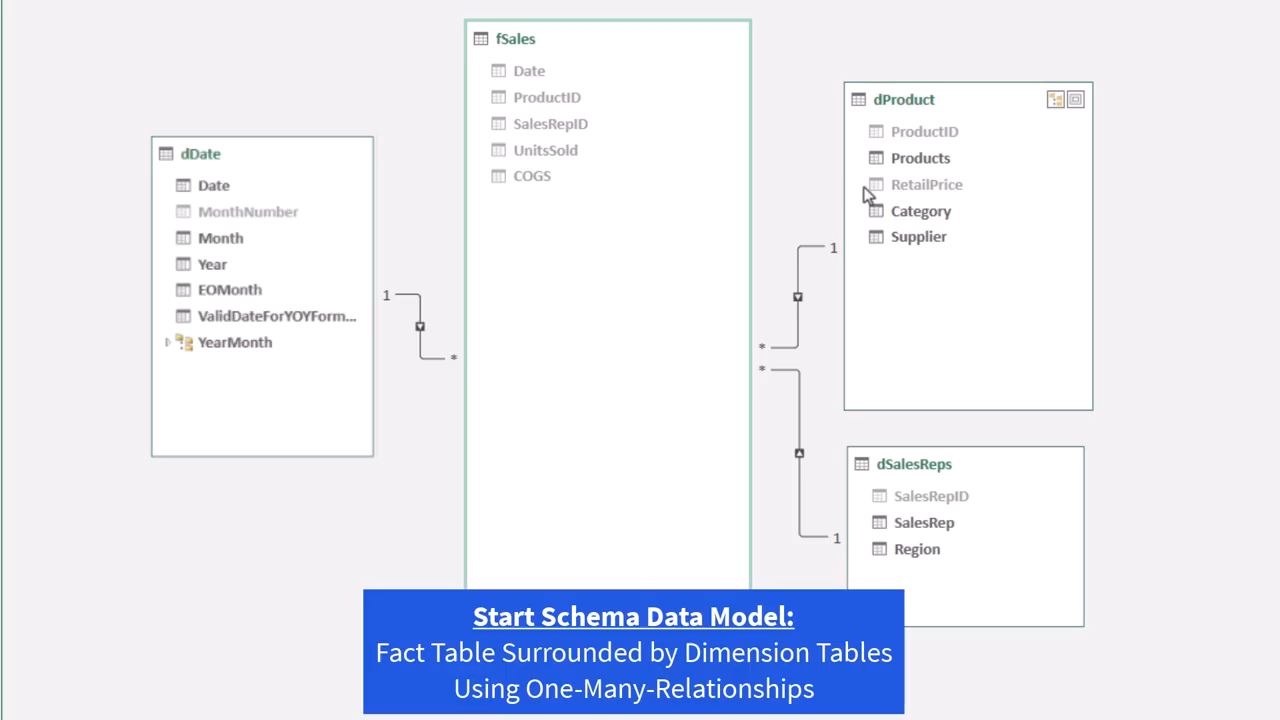 fSales
Date
ProductID
SalesRepID
UnitsSold
COGS
dDate
Date
MonthNumber
Month
Year
EOMonth
ValidDateForYOYForm...
YearMonth
1
*
dProduct
ProductID
Products
RetailPrice
Category
Supplier
1
*
*
1
dSalesReps
SalesRepID
SalesRep
Region
Start Schema Data Model:
Fact Table Surrounded by Dimension Tables
Using One-Many-Relationships